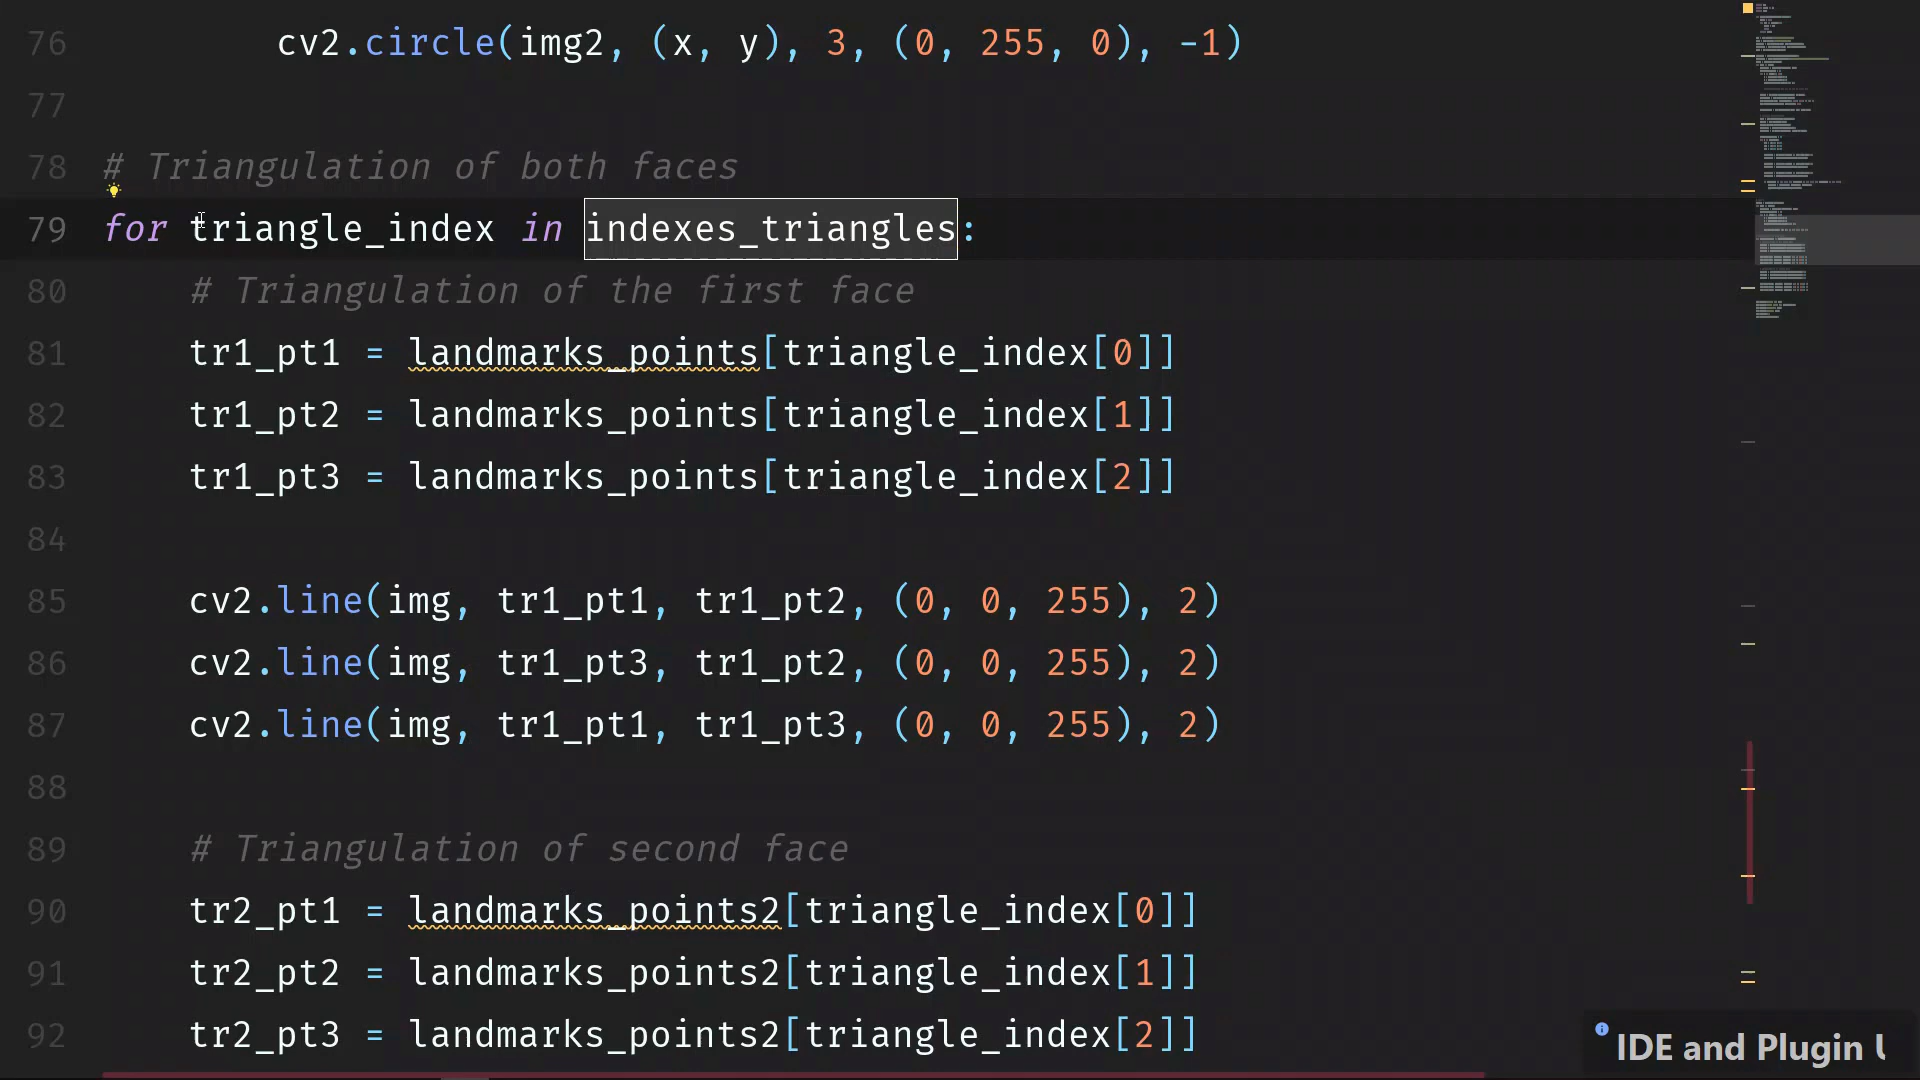 76 cv2.circle(img2, (x, y), 3, (0, 255, 0), -1)
77
78 # Triangulation of both faces
79 for triangle_index in indexes_triangles:
80 # Triangulation of the first face
81 tr1_pt1 = landmarks_points[triangle_index[0]]
82 tr1_pt2 = landmarks_points[triangle_index[1]]
83 tr1_pt3 = landmarks_points[triangle_index[2]]
84
85 cv2.line(img, tr1_pt1, tr1_pt2, (0, 0, 255), 2)
86 cv2.line(img, tr1_pt3, tr1_pt2, (0, 0, 255), 2)
87 cv2.line(img, tr1_pt1, tr1_pt3, (0, 0, 255), 2)
88
89 # Triangulation of second face
90 tr2_pt1 = landmarks_points2[triangle_index[0]]
91 tr2_pt2 = landmarks_points2[triangle_index[1]]
92 tr2_pt3 = landmarks_points2[triangle_index[2]]
IDE and Plugin